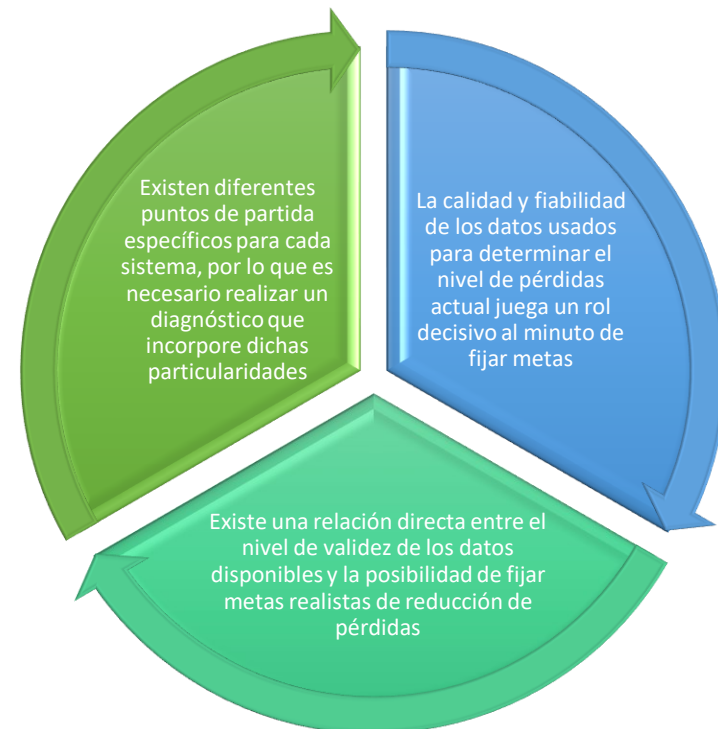 Existen diferentes
puntos de partida
específicos para cada
sistema, por lo que es
necesario realizar un
diagnóstico que
incorpore dichas
particularidades
La calidad y fiabilidad
de los datos usados
para determinar el
nivel de pérdidas
actual juega un rol
decisivo al minuto de
fijar metas
Existe una relación directa entre el
nivel de validez de los datos
disponibles y la posibilidad de fijar
metas realistas de reducción de
pérdidas